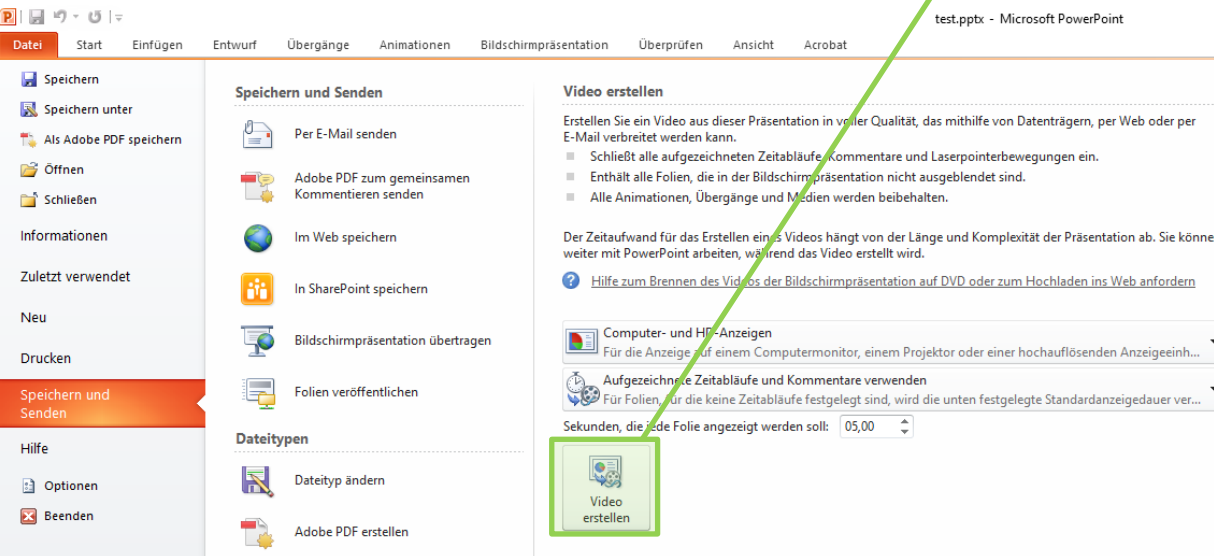 test.pptx - Microsoft PowerPoint
Datei Start Einfügen Entwurf Übergänge Animationen Bildschirmpräsentation Überprüfen Ansicht Acrobat
Speichern
Speichern unter
Als Adobe PDF speichern
Öffnen
Schließen
Informationen
Zuletzt verwendet
Neu
Drucken
Speichern und
Senden
Hilfe
Optionen
Beenden
Speichern und Senden
Per E-Mail senden
Adobe PDF zum gemeinsamen
Kommentieren senden
Im Web speichern
In SharePoint speichern
Bildschirmpräsentation übertragen
Folien veröffentlichen
Dateitypen
Dateityp ändern
Adobe PDF erstellen
Video erstellen
Erstellen Sie ein Video aus dieser Präsentation in voller Qualität, das mithilfe von Datenträgern, per Web oder per
E-Mail verbreitet werden kann.
Schließt alle aufgezeichneten Zeitabläufe, Kommentare und Laserpointerbewegungen ein.
Enthält alle Folien, die in der Bildschirmpräsentation nicht ausgeblendet sind.
Alle Animationen, Übergänge und Medien werden beibehalten.
Der Zeitaufwand für das Erstellen eines Videos hängt von der Länge und Komplexität der Präsentation ab. Sie könne
weiter mit PowerPoint arbeiten, während das Video erstellt wird.
Hilfe zum Brennen des Videos der Bildschirmpräsentation auf DVD oder zum Hochladen ins Web anfordern
Computer- und HD-Anzeigen
Für die Anzeige auf einem Computermonitor, einem Projektor oder einer hochauflösenden Anzeigeeinh...
Aufgezeichnete Zeitabläufe und Kommentare verwenden
Für Folien, für die keine Zeitabläufe festgelegt sind, wird die unten festgelegte Standardanzeigedauer ver...
Sekunden, die jede Folie angezeigt werden soll: 05,00
Video
erstellen